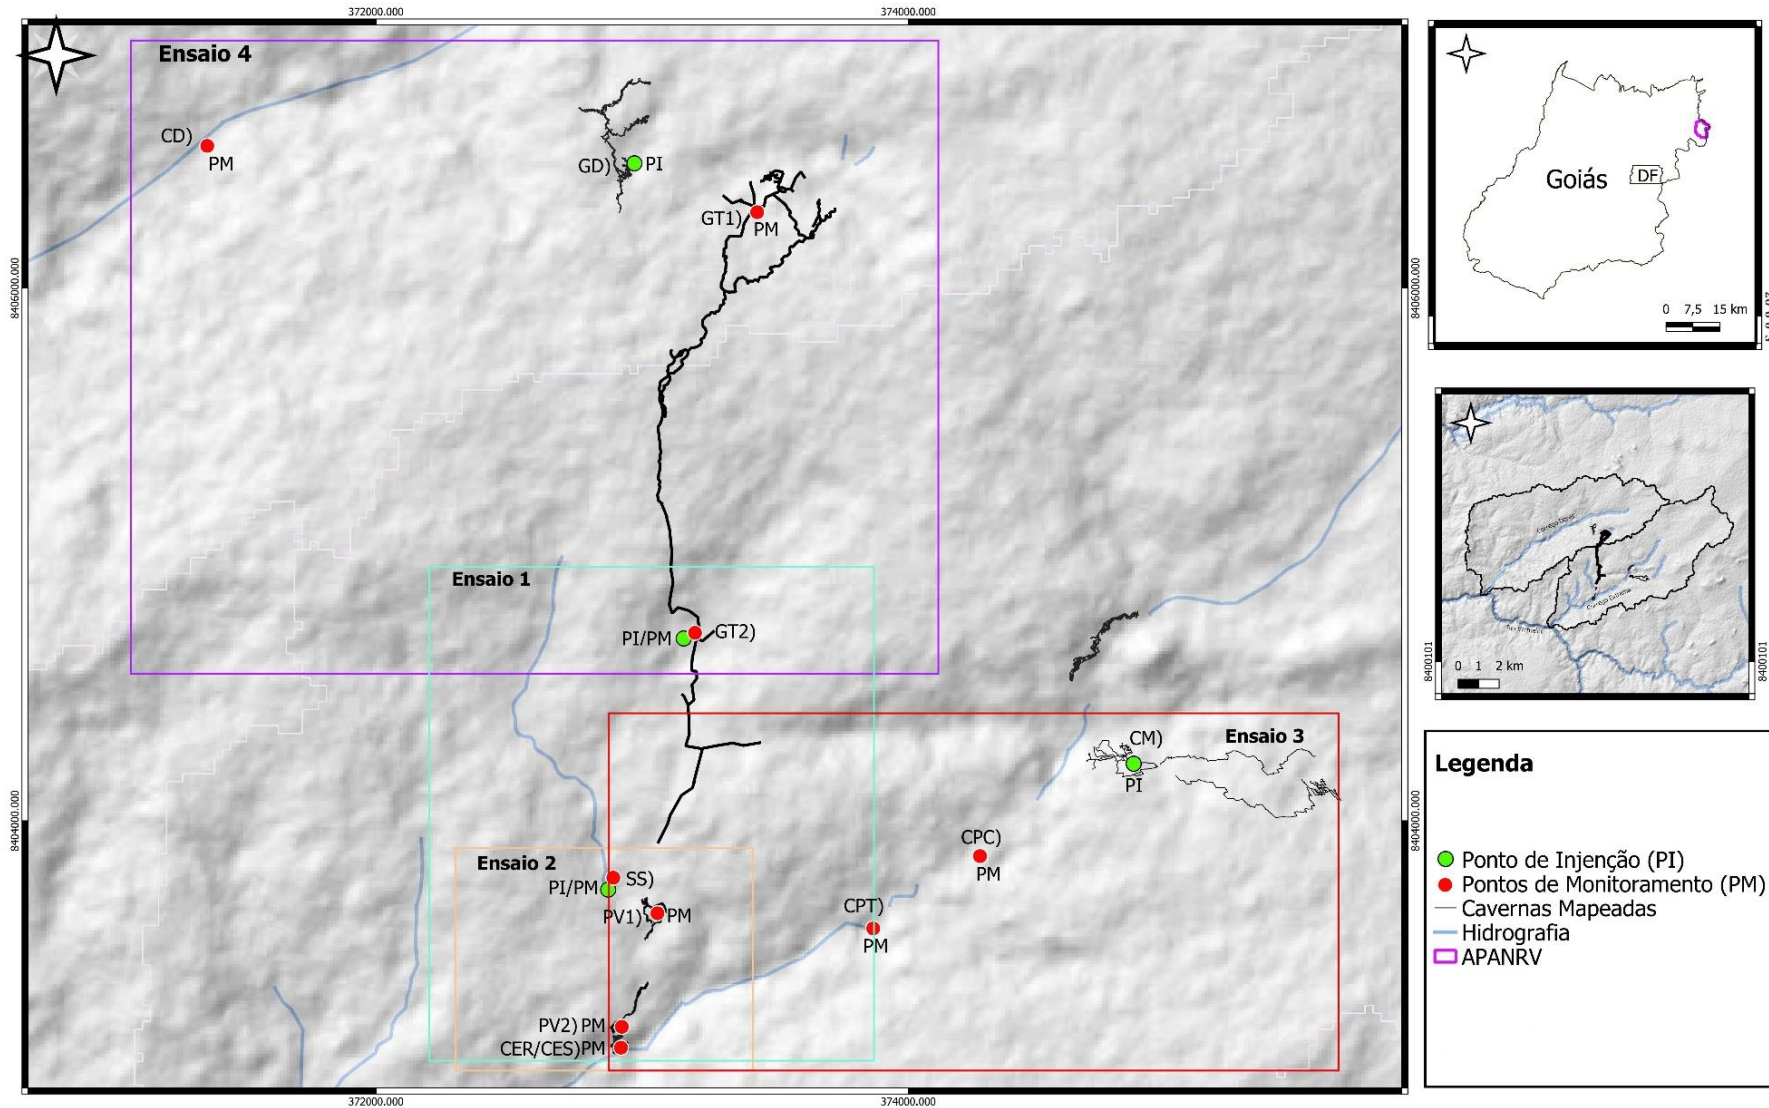 372000.000
374000.000
Ensaio 4
CD)
PM
GD)
PI
GT1)
PM
8406000.000
8406000.000
Ensaio 1
PI/PM
GT2)
Ensaio 3
CM)
PI
8404000.000
8404000.000
CPC)
PM
Ensaio 2
SS)
PI/PM
PV1)
PM
CPT)
PM
PV2) PM
CER/CES)PM
372000.000
374000.000
Goiás
DF
0 7,5 15 km
Córrego Extrema
0 1 2 km
8400101
8400101
Legenda
Ponto de Injenção (PI)
Pontos de Monitoramento (PM)
Cavernas Mapeadas
Hidrografia
APANRV